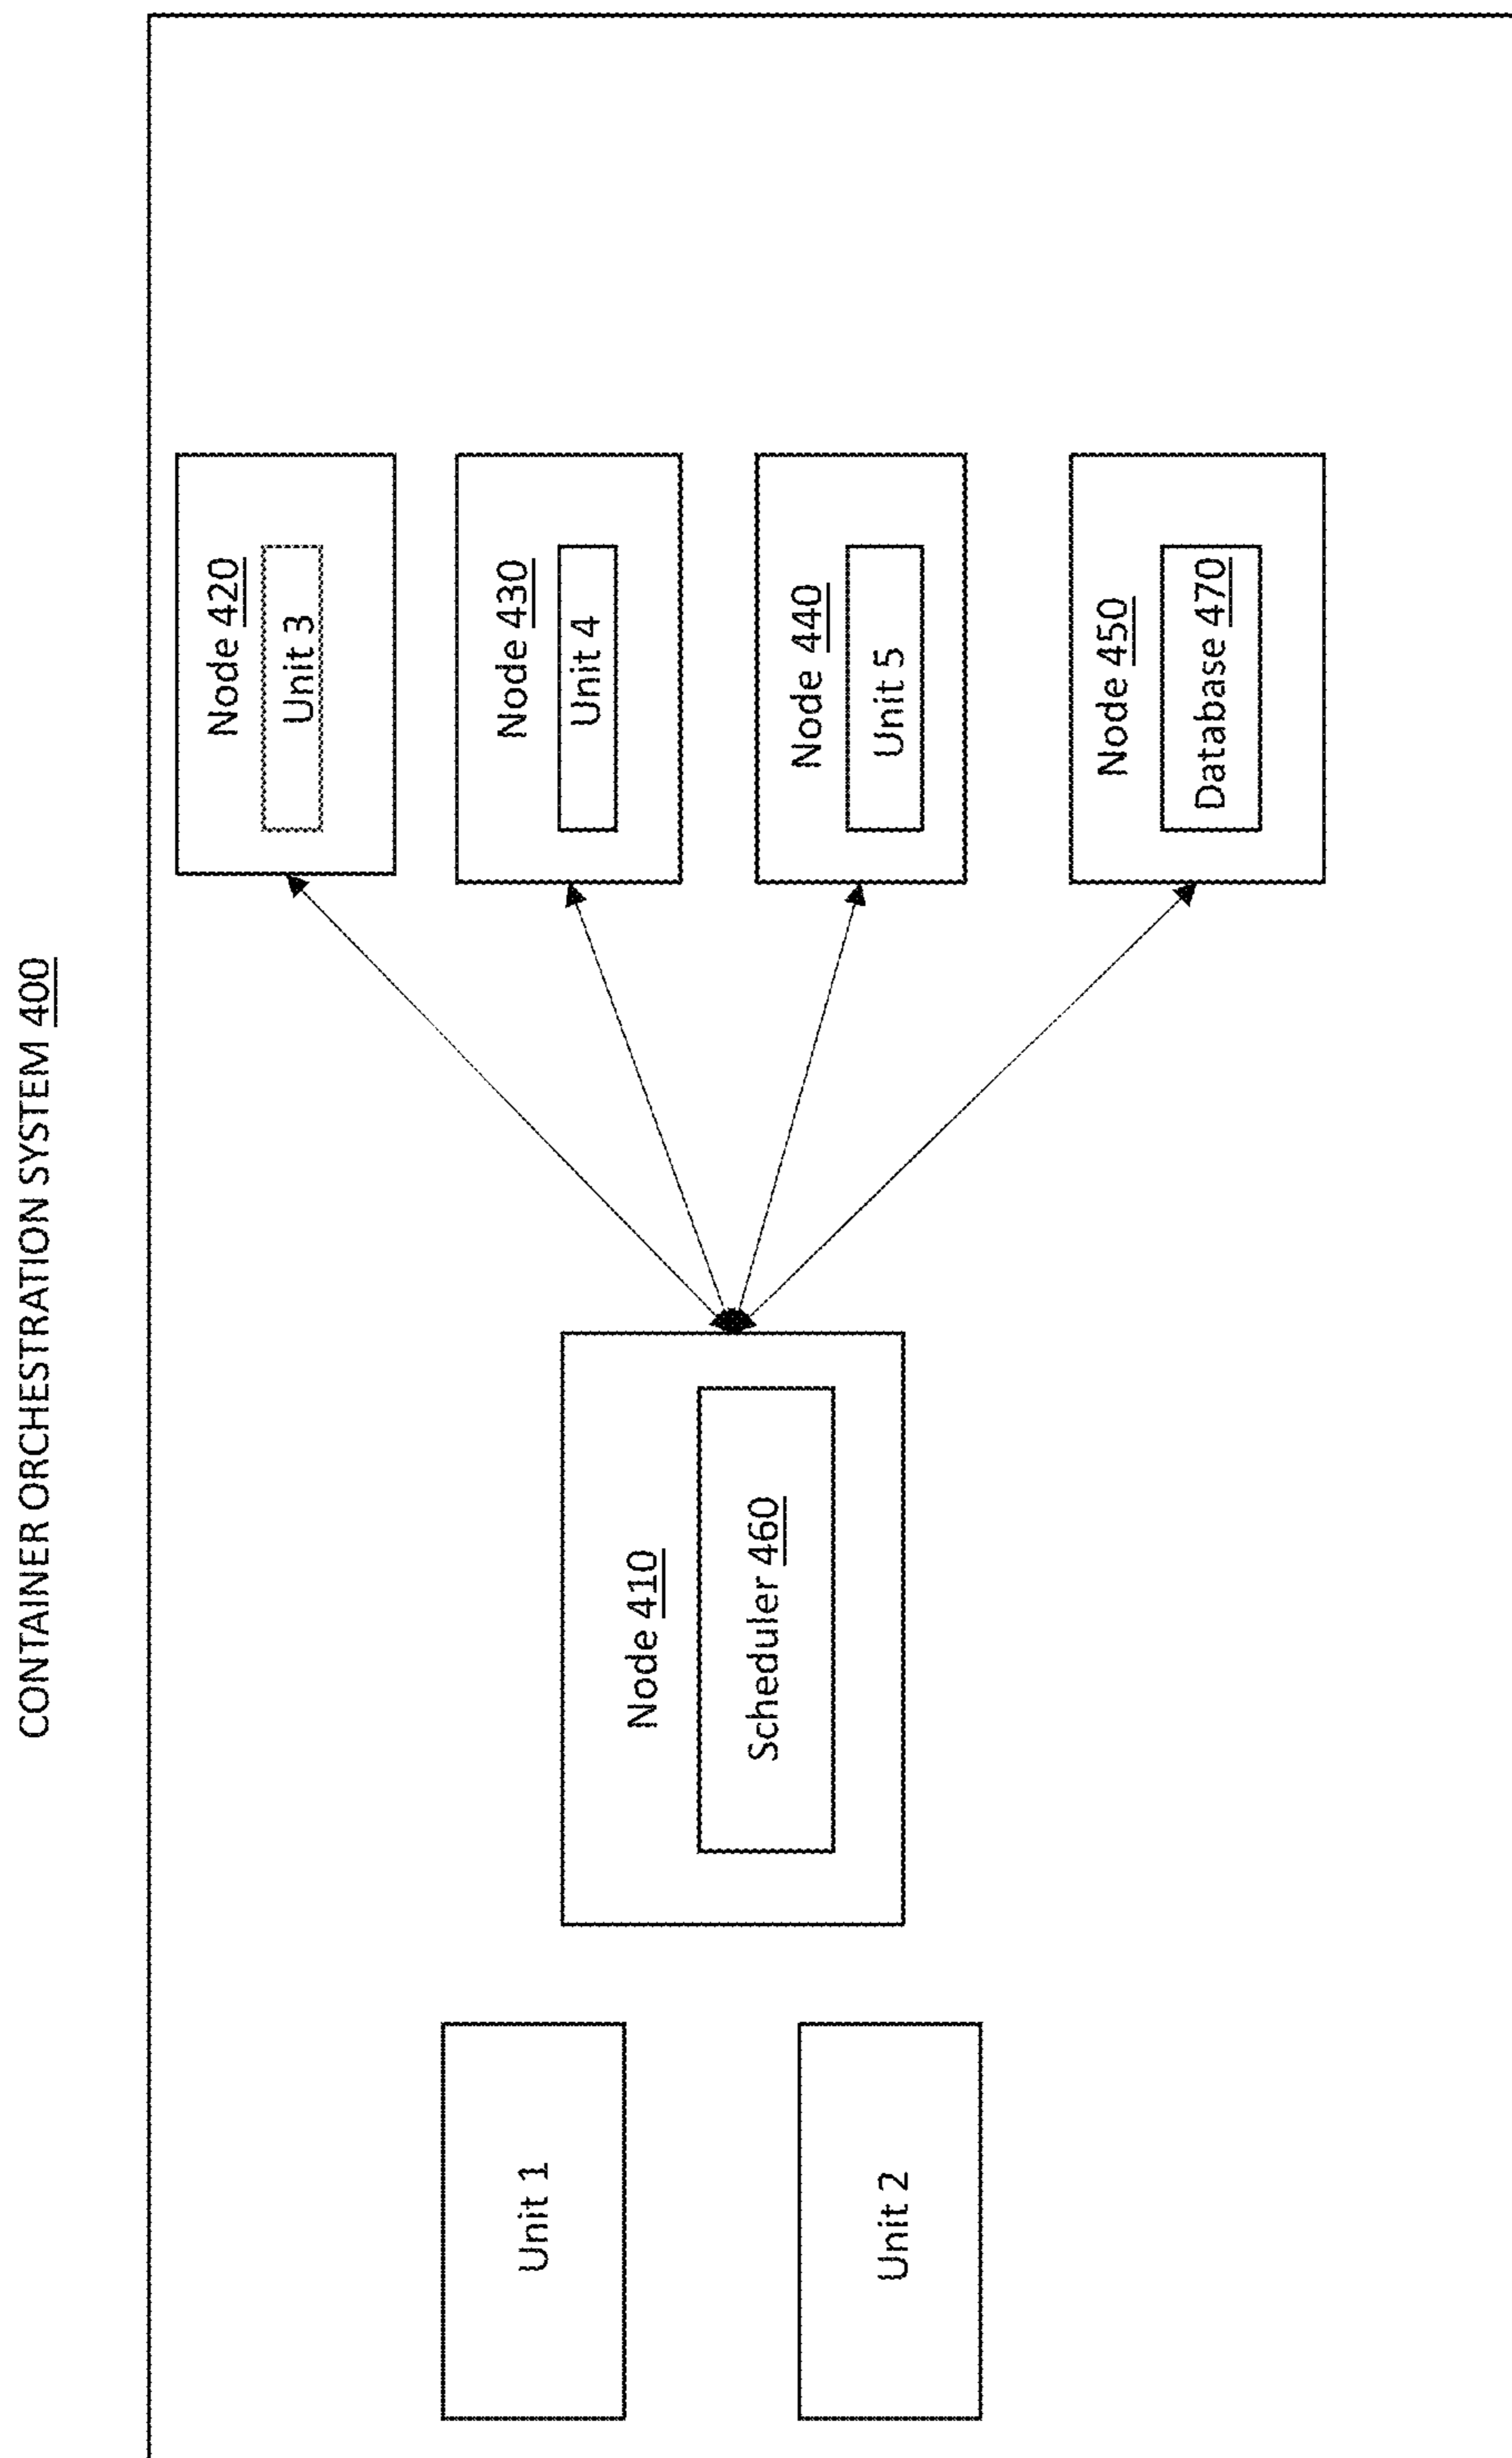 CONTAINER ORCHESTRATION SYSTEM 400
Node 420
Unit 3
Node 430
Unit 4
Node 440
Unit 5
Node 450
Database 470
Node 410
Scheduler 460
Unit 1
Unit 2